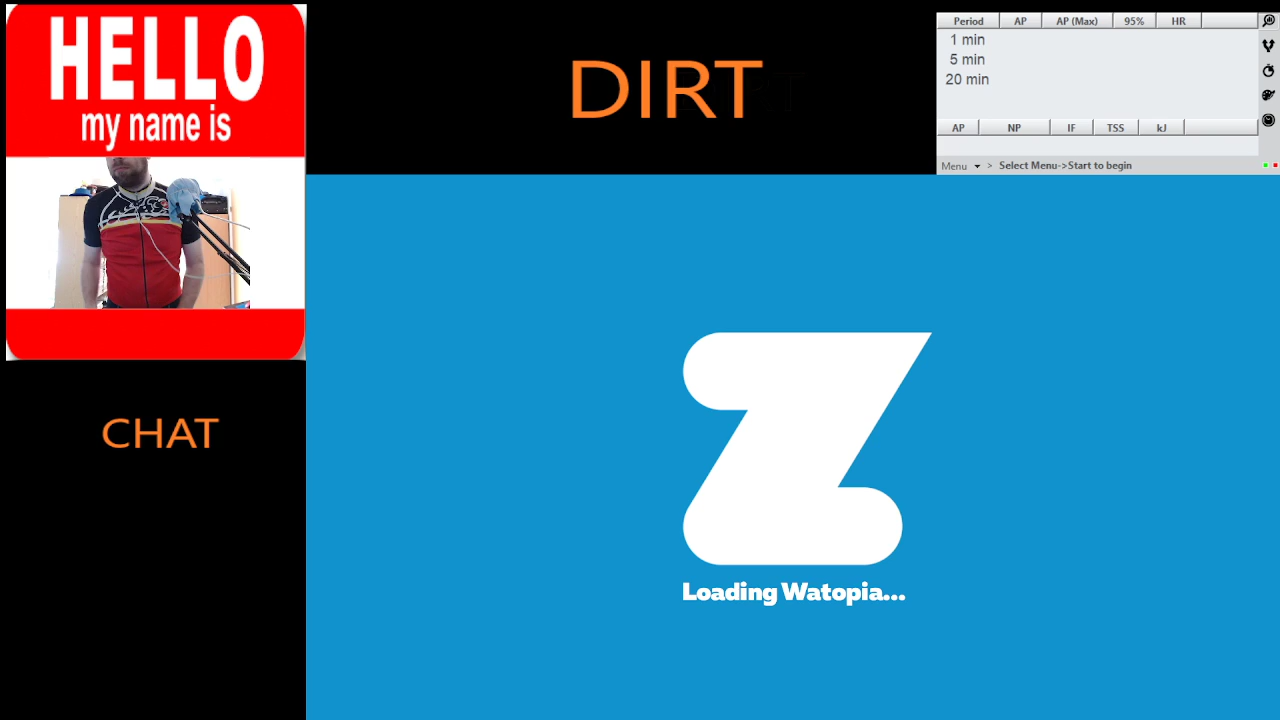 HELLO
my name is
DIRT
Period AP AP (Max) 95% HR
1 min
5 min
20 min
AP NP IF TSS kJ
Menu > Select Menu->Start to begin
CHAT
Loading Watopia...